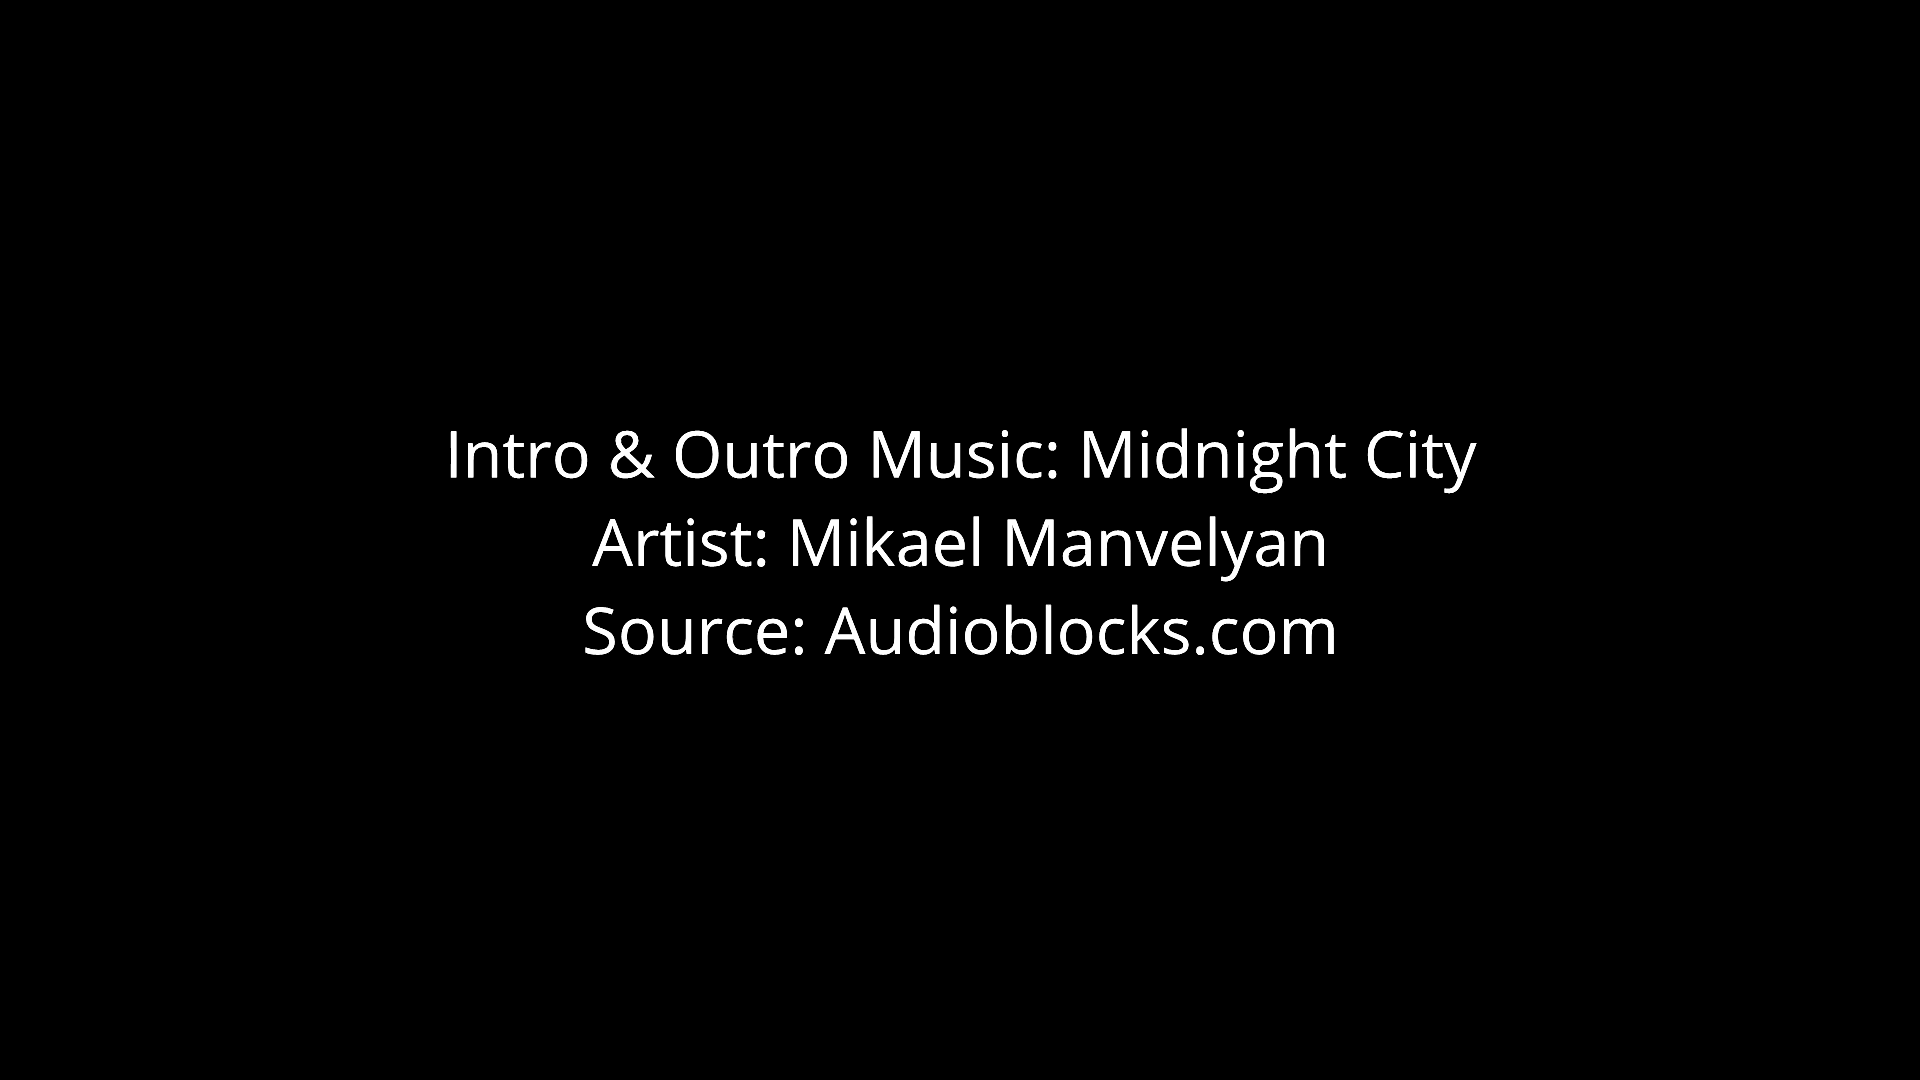 Intro & Outro Music: Midnight City
Artist: Mikael Manvelyan
Source: Audioblocks.com